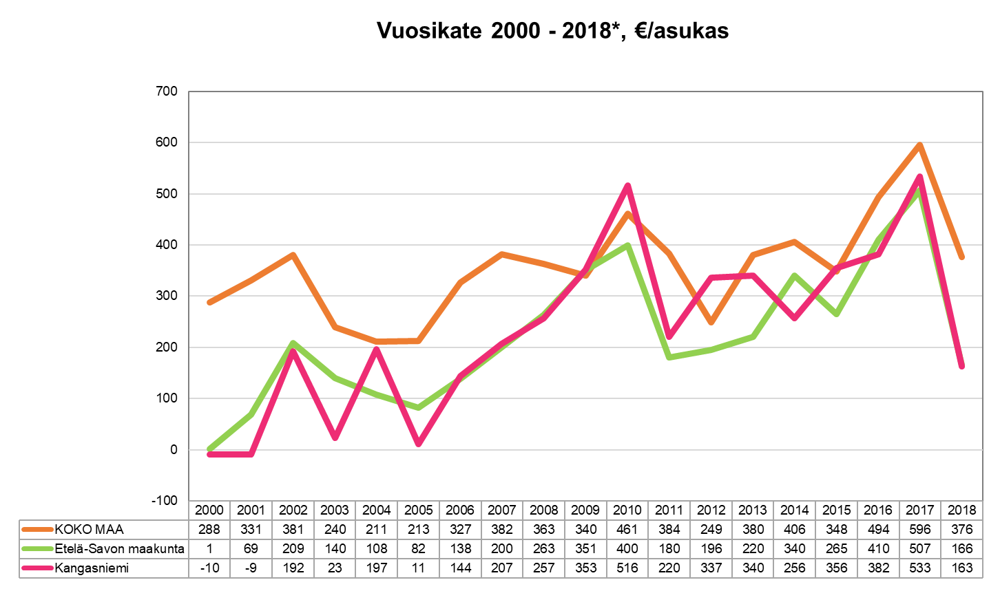 Vuosikate 2000 - 2018*, €/asukas
700
600
500
400
300
200
100
0
-100
2000 2001 2002 2003 2004 2005 2006 2007 2008 2009 2010 2011 2012 2013 2014 2015 2016 2017 2018
KOKO MAA 288 331 381 240 211 213 327 382 363 340 461 384 249 380 406 348 494 596 376
Etelä-Savon maakunta 1 69 209 140 108 82 138 200 263 351 400 180 196 220 340 265 410 507 166
Kangasniemi -10 -9 192 23 197 11 144 207 257 353 516 220 337 340 256 356 382 533 163